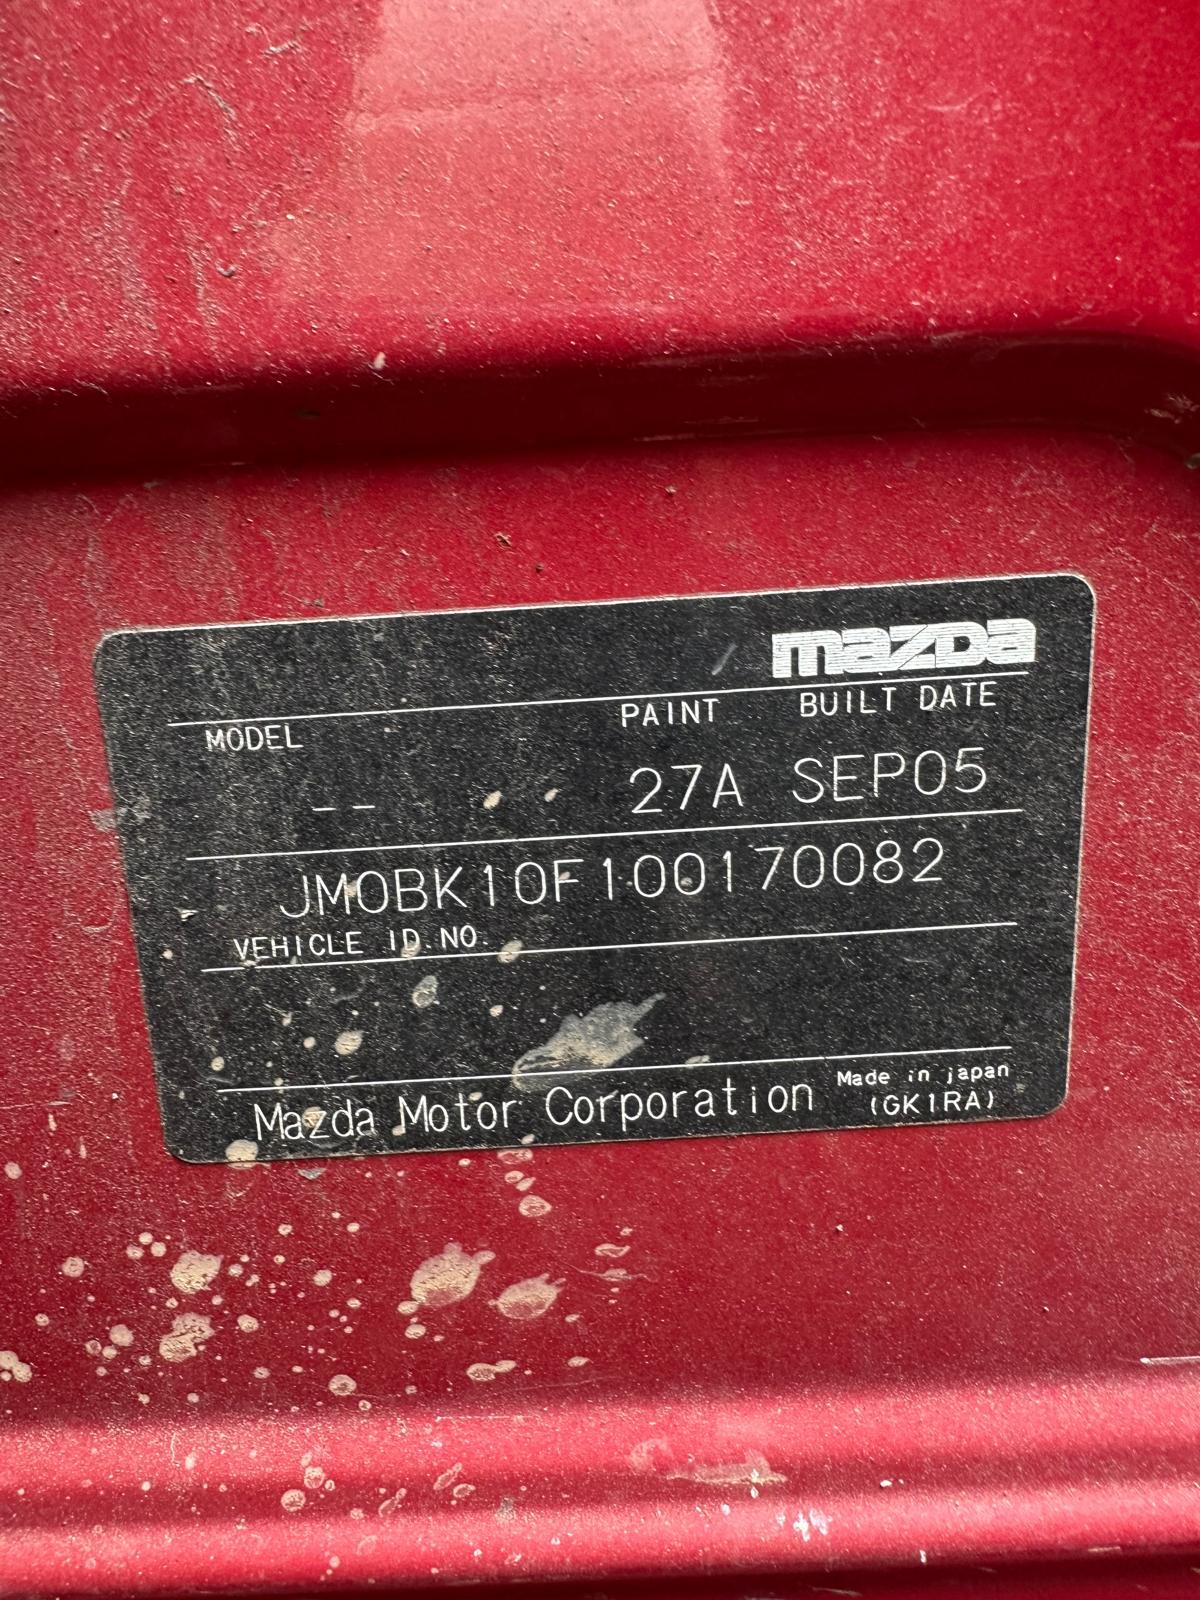 mazda
MODEL PAINT BUILT DATE
-- 27A SEP05
JM0BK10F100170082
VEHICLE ID.NO.
Mazda Motor Corporation Made in japan
(GK1RA)